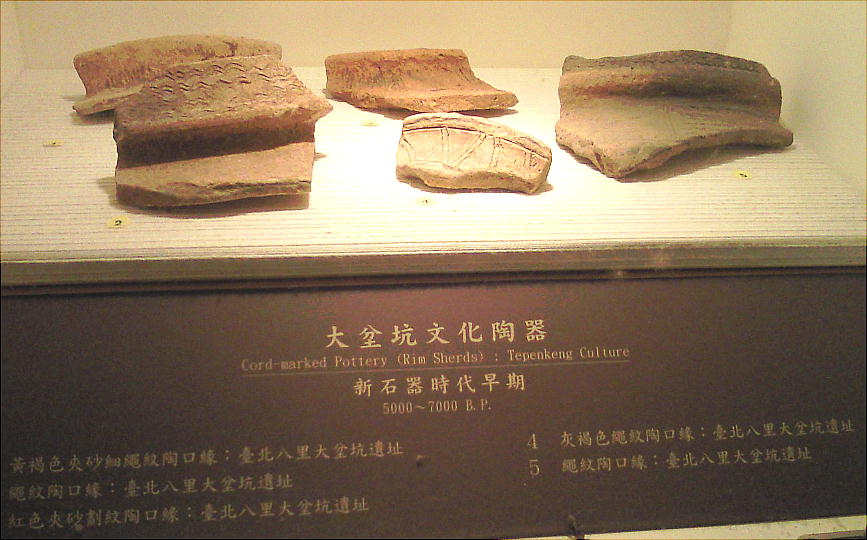 2
4
5
大坌坑文化陶器
Cord-marked Pottery (Rim Sherds) : Tepenkeng Culture
新石器時代早期
5000～7000 B.P.
黃褐色夾砂細繩紋陶口緣：臺北八里大坌坑遺址
繩紋陶口緣：臺北八里大坌坑遺址
紅色夾砂劃紋陶口緣：臺北八里大坌坑遺址
4 灰褐色繩紋陶口緣：臺北八里大坌坑遺址
5 繩紋陶口緣：臺北八里大坌坑遺址